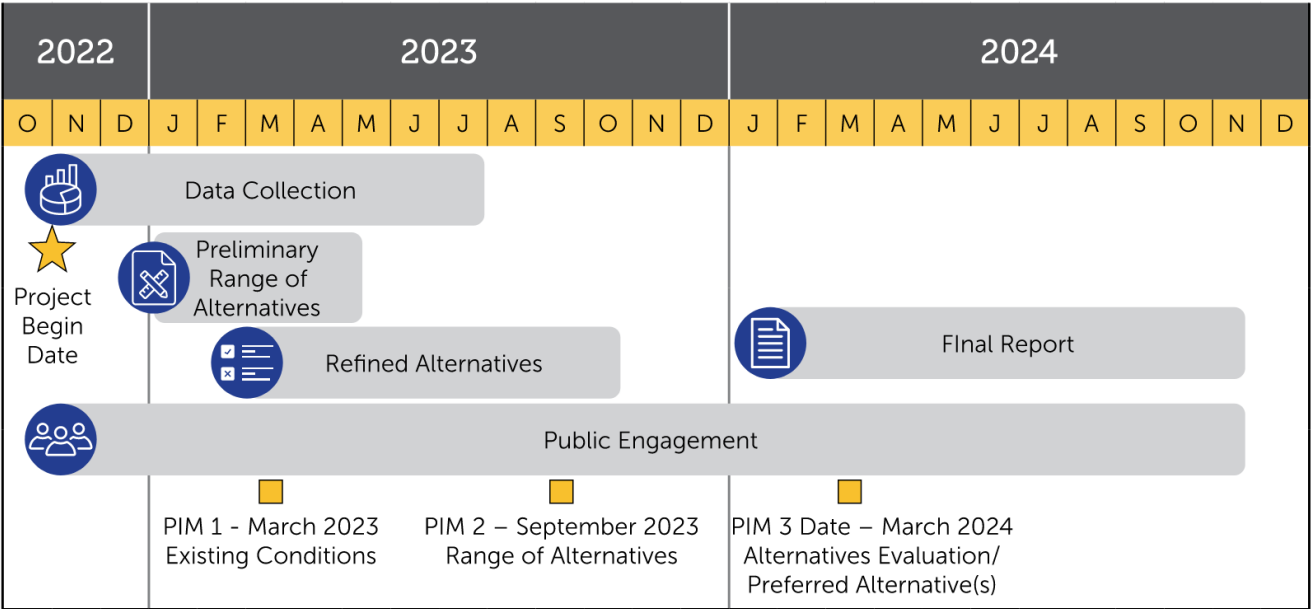 2022 2023 2024
O N D J F M A M J J A S O N D J F M A M J J A S O N D
Data Collection
Project
Begin
Date
Preliminary
Range of
Alternatives
Refined Alternatives
FInal Report
Public Engagement
PIM 1 - March 2023
Existing Conditions
PIM 2 – September 2023
Range of Alternatives
PIM 3 Date – March 2024
Alternatives Evaluation/
Preferred Alternative(s)